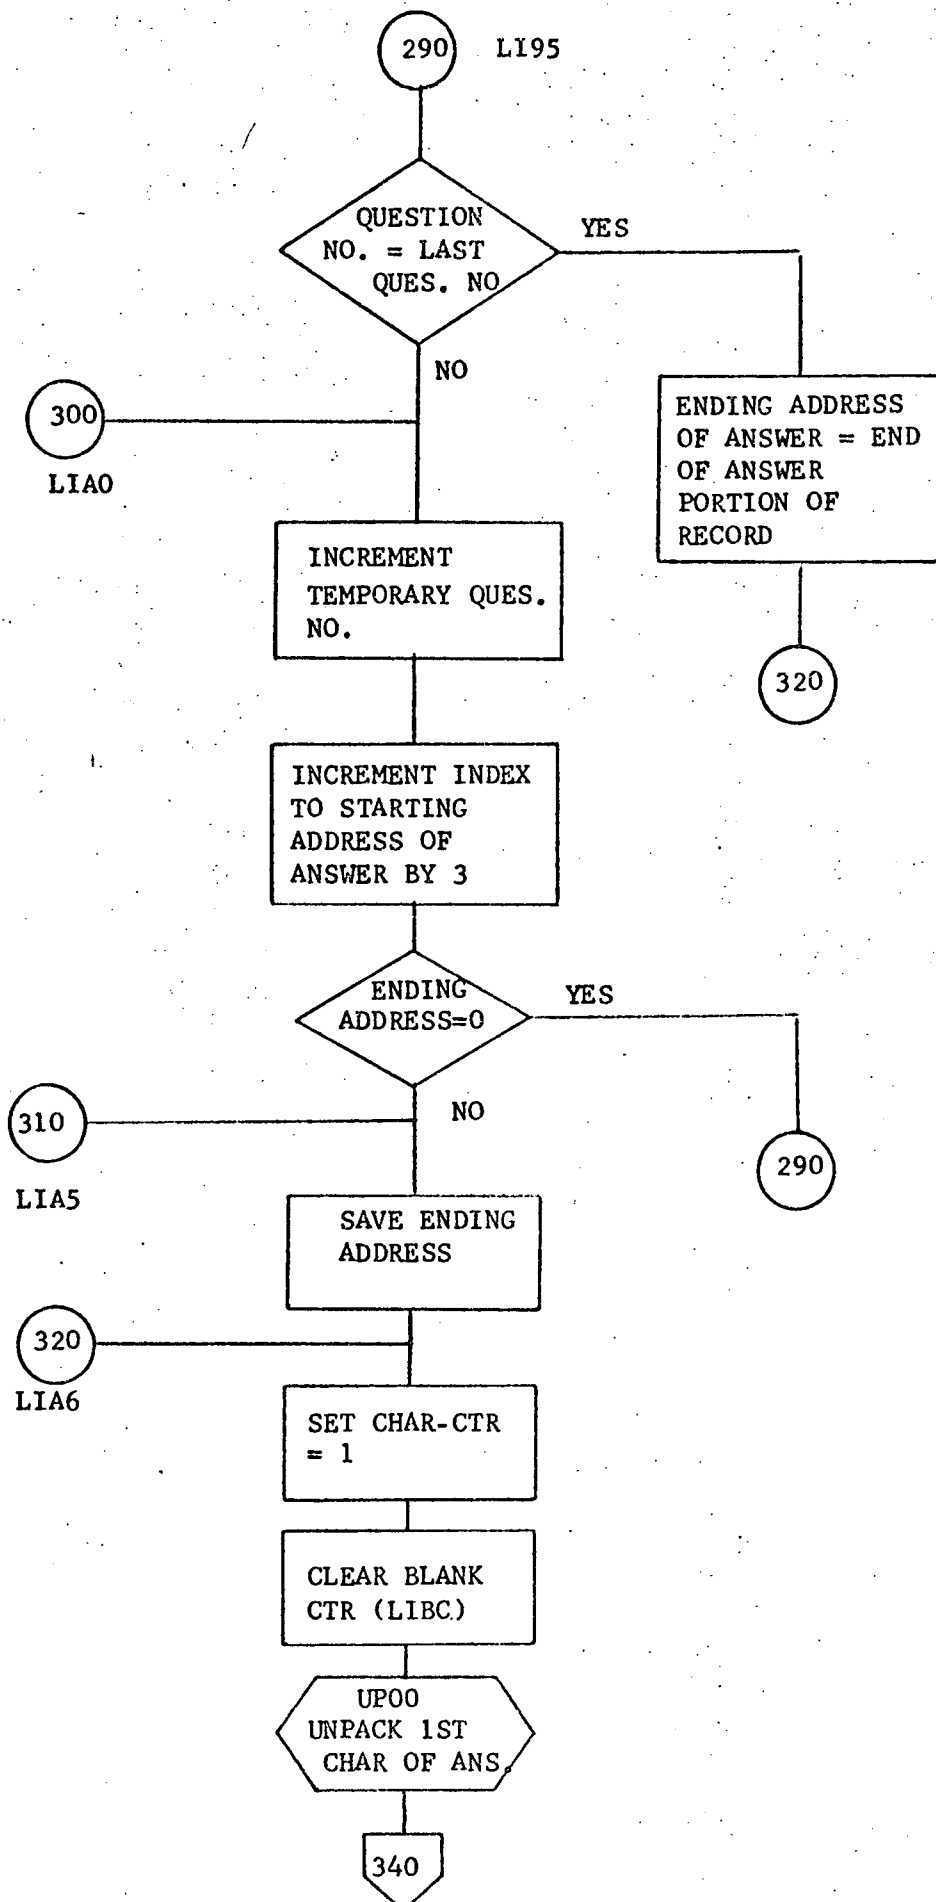 290 LI95
QUESTION
NO. = LAST
QUES. NO
YES
NO
300
LIA0
ENDING ADDRESS
OF ANSWER = END
OF ANSWER
PORTION OF
RECORD
320
INCREMENT
TEMPORARY QUES.
NO.
INCREMENT INDEX
TO STARTING
ADDRESS OF
ANSWER BY 3
ENDING
ADDRESS=0
YES
NO
290
310
LIA5
SAVE ENDING
ADDRESS
320
LIA6
SET CHAR-CTR
= 1
CLEAR BLANK
CTR (LIBC)
UP00
UNPACK 1ST
CHAR OF ANS.
340